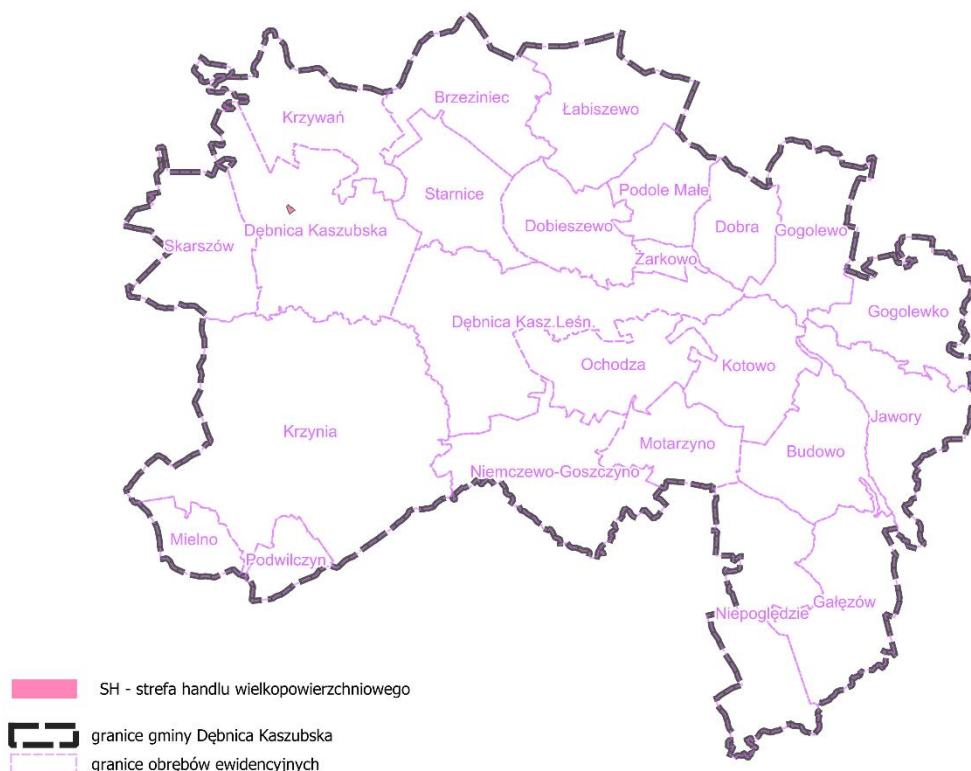 Brzeziniec
Łabiszewo
Krzywań
Starnice
Podole Małe
Dębnica Kaszubska
Dobieszewo
Dobra
Gogolewo
Skarszów
Żarkowo
Gogolewko
Dębnica Kasz.Leśn.
Ochodza
Kotowo
Jawory
Krzynia
Motarzyno
Budowo
Niemczewo-Goszczyno
Mielno
Podwilczyn
Gałęzów
Niepoględzie
SH - strefa handlu wielkopowierzchniowego
granice gminy Dębnica Kaszubska
granice obrębów ewidencyjnych